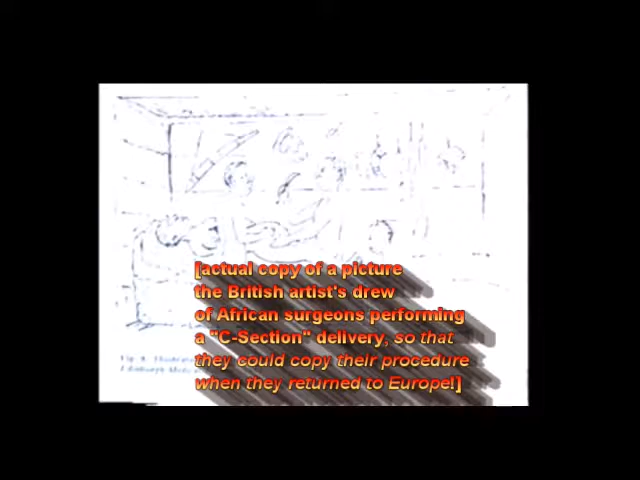 [actual copy of a picture
the British artist's drew
of African surgeons performing
a "C-Section" delivery, so that
they could copy their procedure
when they returned to Europe!]